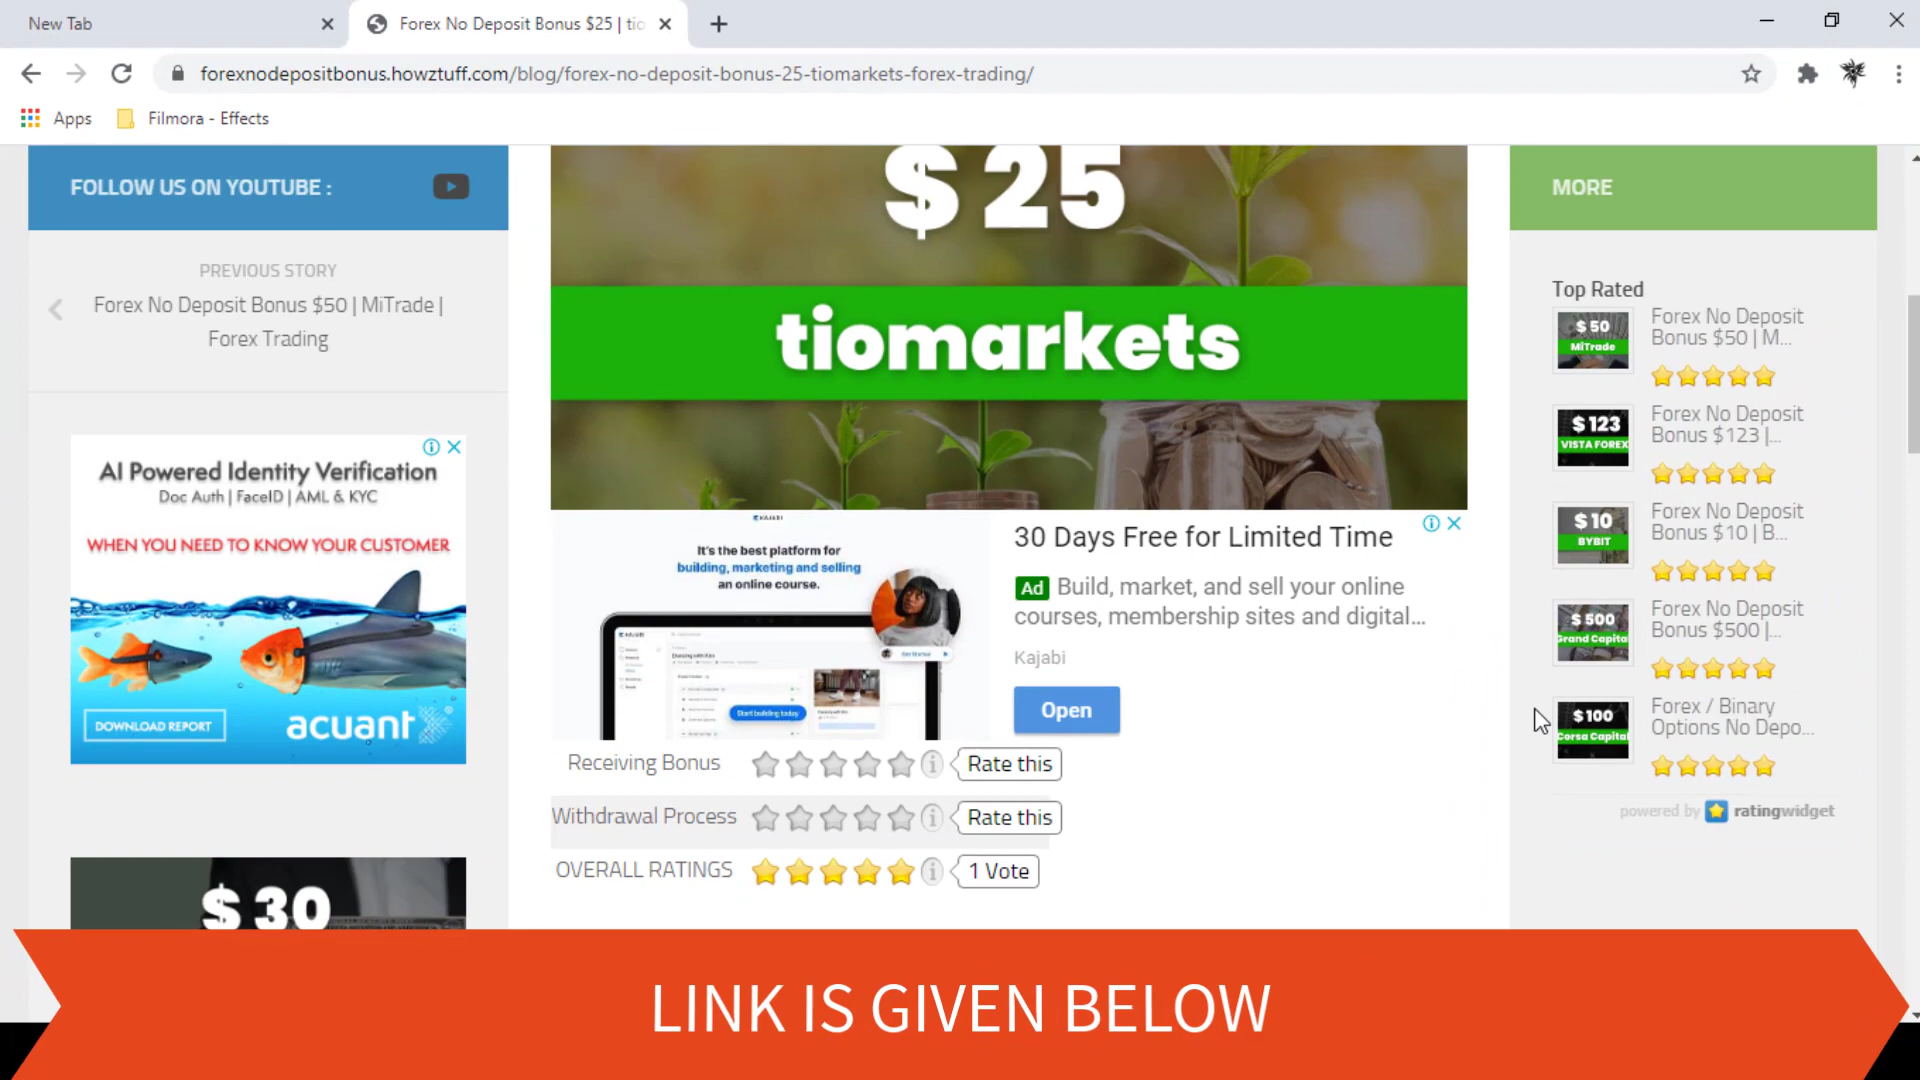 New Tab
Forex No Deposit Bonus $25 | tio
forexnodepositbonus.howztuff.com/blog/forex-no-deposit-bonus-25-tiomarkets-forex-trading/
Apps
Filmora - Effects
FOLLOW US ON YOUTUBE :
PREVIOUS STORY
Forex No Deposit Bonus $50 | MiTrade |
Forex Trading
AI Powered Identity Verification
Doc Auth | FaceID | AML & KYC
WHEN YOU NEED TO KNOW YOUR CUSTOMER
DOWNLOAD REPORT
acuant
$ 30
$ 25
tiomarkets
KAJABI
It's the best platform for
building, marketing and selling
an online course.
Start building today
30 Days Free for Limited Time
Ad Build, market, and sell your online
courses, membership sites and digital...
Kajabi
Open
Receiving Bonus
Rate this
Withdrawal Process
Rate this
OVERALL RATINGS
1 Vote
MORE
Top Rated
$ 50
MiTrade
Forex No Deposit
Bonus $50 | M...
$ 123
VISTA FOREX
Forex No Deposit
Bonus $123 |...
$ 10
BYBIT
Forex No Deposit
Bonus $10 | B...
$ 500
Grand Capital
Forex No Deposit
Bonus $500 |...
$ 100
Corsa Capital
Forex / Binary
Options No Depo...
powered by ratingwidget
LINK IS GIVEN BELOW